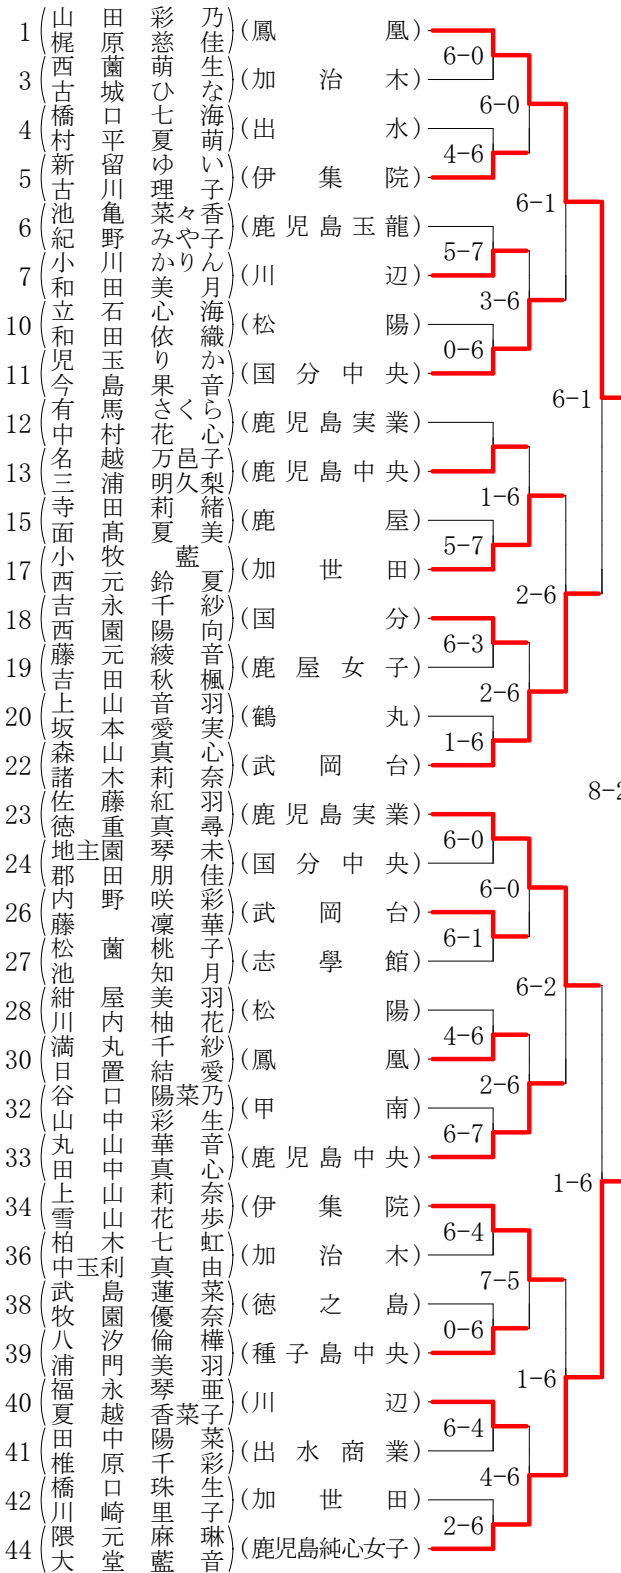 山田彩乃
1 (鳳凰)
梶原慈佳
6-0
西薗萌生
3 (加治木)
古城ひな
6-0
橋口七海
4 (出水)
村平夏萌
4-6
新留ゆい
5 (伊集院)
古川理子
6-1
池亀菜々香
6 (鹿児島玉龍)
紀野みや子
5-7
小川かりん
7 (川辺)
和田美月
3-6
立石心海
10 (松陽)
和田依織
0-6
児玉りか
11 (国分中央)
今島果音
6-1
有馬さくら
12 (鹿児島実業)
中村花心
名越万邑子
13 (鹿児島中央)
三浦明久梨
1-6
寺田莉緒
15 (鹿屋)
面髙夏美
5-7
小牧藍
17 (加世田)
西元鈴夏
2-6
吉永千紗
18 (国分)
西園陽向
6-3
藤元綾音
19 (鹿屋女子)
吉田秋楓
2-6
上山音羽
20 (鶴丸)
坂本愛実
1-6
森山真心
22 (武岡台)
諸木莉奈
8-2
佐藤紅羽
23 (鹿児島実業)
徳重真尋
6-0
地主園琴未
24 (国分中央)
郡田朋佳
6-0
内野咲彩
26 (武岡台)
藤凜華
6-1
松薗桃子
27 (志學館)
池知月
6-2
紺屋美羽
28 (松陽)
川内柚花
4-6
満丸千紗
30 (鳳凰)
日置結愛
2-6
谷口陽菜乃
32 (甲南)
山中彩生
6-7
丸山華音
33 (鹿児島中央)
田中真心
1-6
上山莉奈
34 (伊集院)
雪山花歩
6-4
柏木七虹
36 (加治木)
中玉利真由
7-5
武島蓮菜
38 (徳之島)
牧園優奈
0-6
八汐倫樺
39 (種子島中央)
浦門美羽
1-6
福永琴亜
40 (川辺)
夏越香菜子
6-4
田中陽菜
41 (出水商業)
椎原千彩
4-6
橋口珠生
42 (加世田)
川崎里子
2-6
隈元麻琳
44 (鹿児島純心女子)
大堂藍音